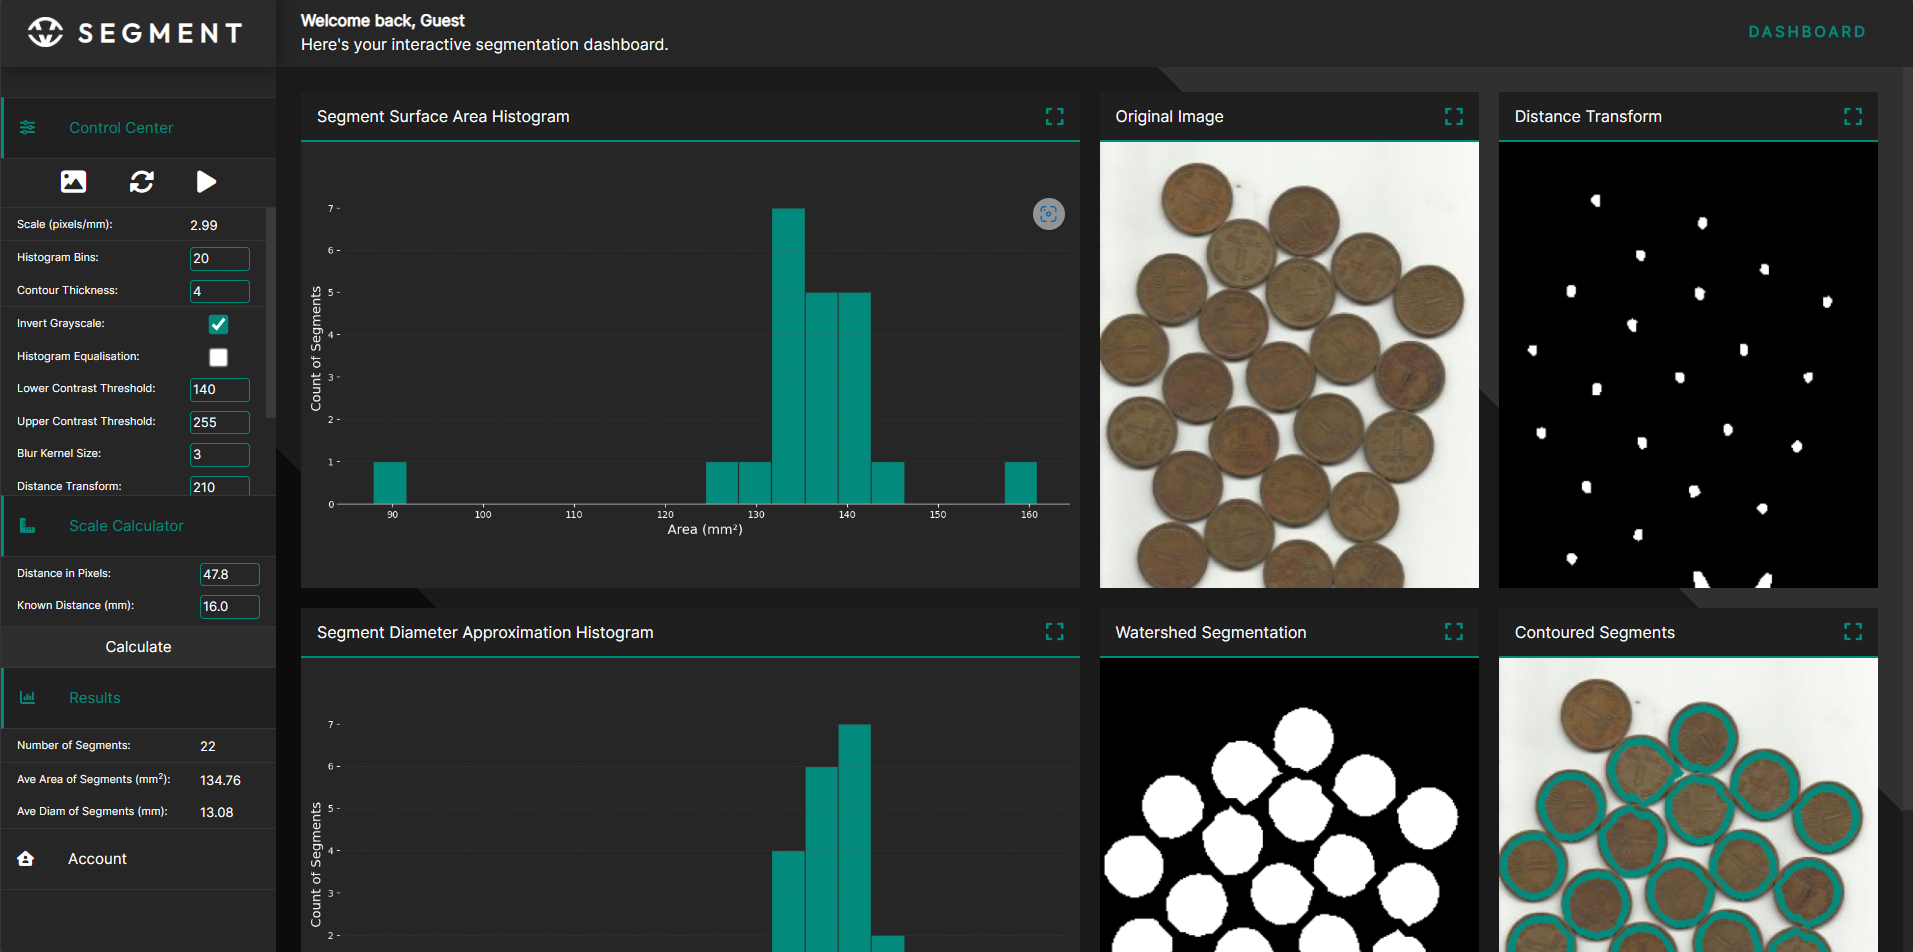 SEGMENT
Welcome back, Guest
Here's your interactive segmentation dashboard.
DASHBOARD
Control Center
Scale (pixels/mm): 2.99
Histogram Bins: 20
Contour Thickness: 4
Invert Grayscale:
Histogram Equalisation:
Lower Contrast Threshold: 140
Upper Contrast Threshold: 255
Blur Kernel Size: 3
Distance Transform: 210
Scale Calculator
Distance in Pixels: 47.8
Known Distance (mm): 16.0
Calculate
Results
Number of Segments: 22
Ave Area of Segments (mm²): 134.76
Ave Diam of Segments (mm): 13.08
Account
Segment Surface Area Histogram
7
6
5
4
3
2
1
0
Count of Segments
90 100 110 120 130 140 150 160
Area (mm²)
Original Image
Distance Transform
Segment Diameter Approximation Histogram
7
6
5
4
3
2
Count of Segments
Watershed Segmentation
Contoured Segments